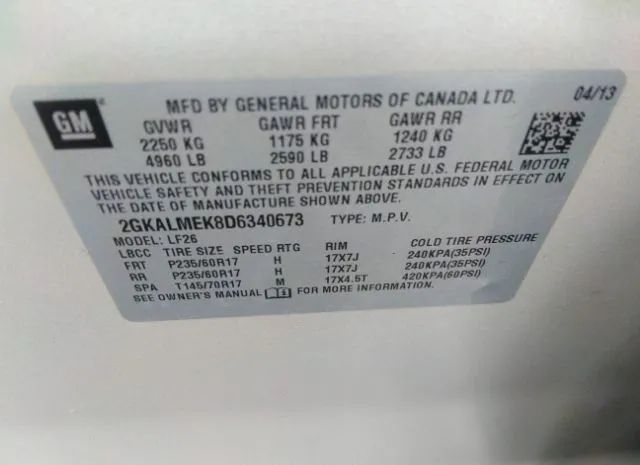 GM
MFD BY GENERAL MOTORS OF CANADA LTD. 04/13
GVWR GAWR FRT GAWR RR
2250 KG 1175 KG 1240 KG
4960 LB 2590 LB 2733 LB
THIS VEHICLE CONFORMS TO ALL APPLICABLE U.S. FEDERAL MOTOR
VEHICLE SAFETY AND THEFT PREVENTION STANDARDS IN EFFECT ON
THE DATE OF MANUFACTURE SHOWN ABOVE.
2GKALMEK8D6340673 TYPE: M.P.V.
MODEL: LF26
LBCC TIRE SIZE SPEED RTG RIM COLD TIRE PRESSURE
FRT P235/60R17 H 17X7J 240KPA(35PSI)
RR P235/60R17 H 17X7J 240KPA(35PSI)
SPA T145/70R17 M 17X4.5T 420KPA(60PSI)
SEE OWNER'S MANUAL FOR MORE INFORMATION.